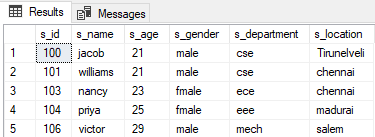 Results Messages
s_id s_name s_age s_gender s_department s_location
1 100 jacob 21 male cse Tirunelveli
2 101 williams 21 male cse chennai
3 103 nancy 23 fmale ece chennai
4 104 priya 25 fmale eee madurai
5 106 victor 29 male mech salem